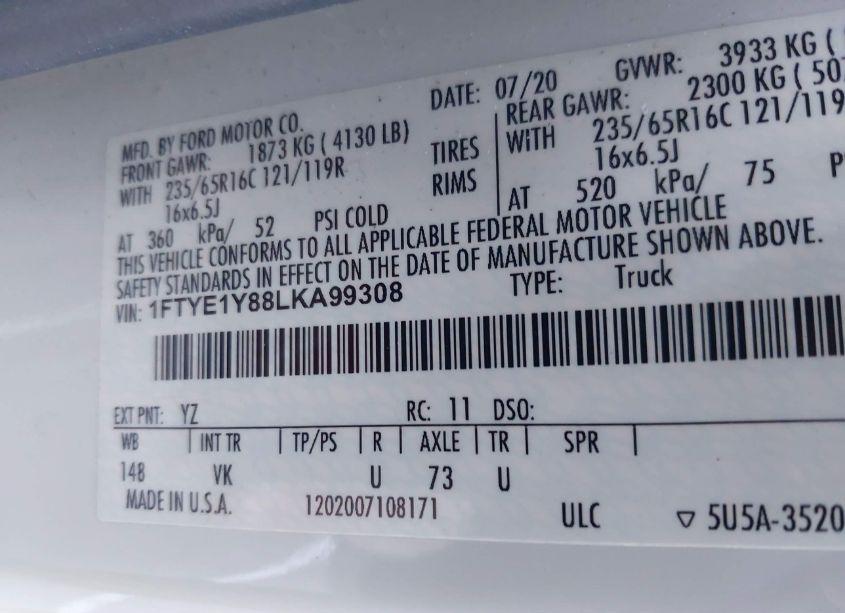 MFD. BY FORD MOTOR CO.
DATE: 07/20 GVWR: 3933 KG (
FRONT GAWR: 1873 KG ( 4130 LB)
REAR GAWR: 2300 KG ( 507
WITH 235/65R16C 121/119R TIRES WITH 235/65R16C 121/119
16x6.5J RIMS 16x6.5J
AT 360 kPa/ 52 PSI COLD AT 520 kPa/ 75 P
THIS VEHICLE CONFORMS TO ALL APPLICABLE FEDERAL MOTOR VEHICLE
SAFETY STANDARDS IN EFFECT ON THE DATE OF MANUFACTURE SHOWN ABOVE.
VIN: 1FTYE1Y88LKA99308 TYPE: Truck
EXT PNT: YZ RC: 11 DSO:
WB INT TR TP/PS R AXLE TR SPR
148 VK U 73 U
MADE IN U.S.A. 1202007108171 ULC ▽ 5U5A-3520